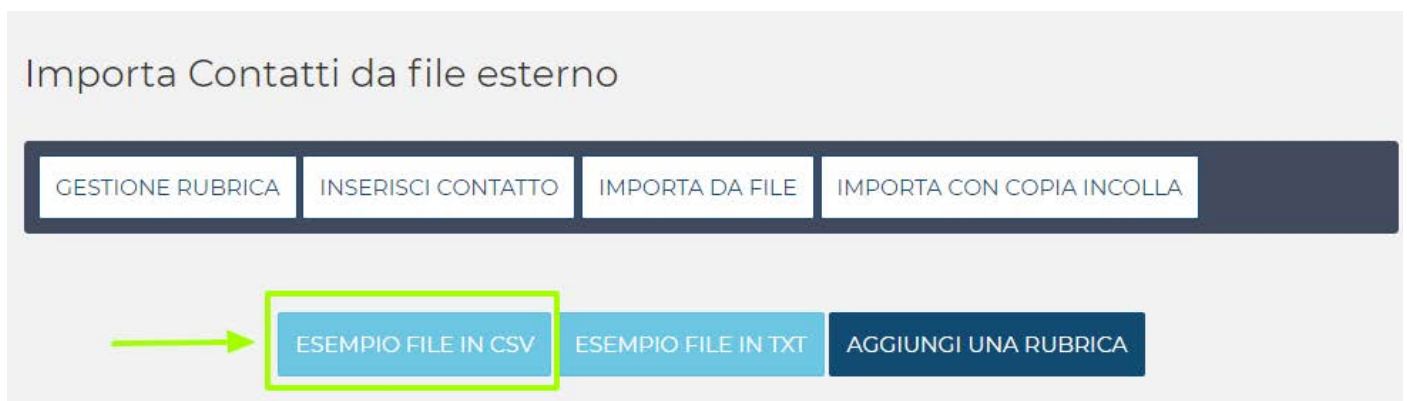 Importa Contatti da file esterno
GESTIONE RUBRICA INSERISCI CONTATTO IMPORTA DA FILE IMPORTA CON COPIA INCOLLA
ESEMPIO FILE IN CSV ESEMPIO FILE IN TXT AGGIUNGI UNA RUBRICA